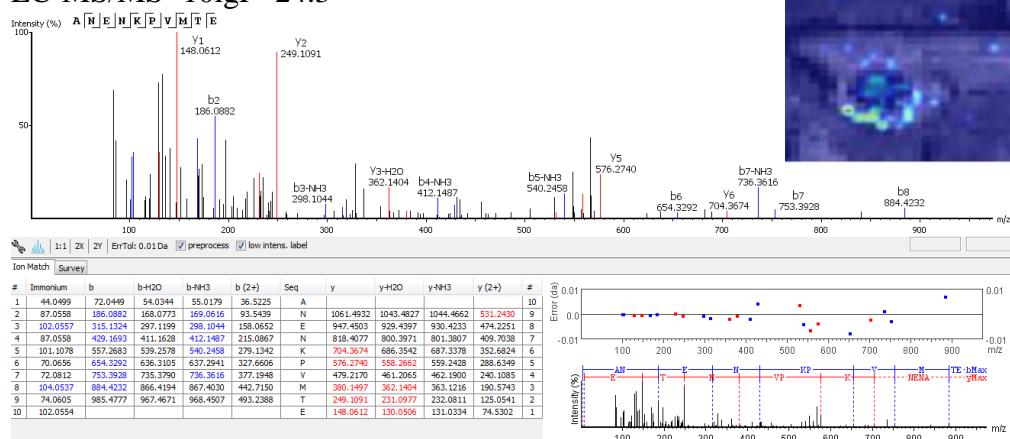 LC-MS/MS -10lgP=24.5
Intensity (%) A N E N K P V M T E
100
50
y1
148.0612
y2
249.1091
b2
186.0882
b3-NH3
298.1044
y3-H2O
362.1404
b4-NH3
412.1487
b5-NH3
540.2458
y5
576.2740
b6
654.3292
y6
704.3674
b7-NH3
736.3616
b7
753.3928
b8
884.4232
100 200 300 400 500 600 700 800 900 m/z
1:1 2X 2Y ErrTol: 0.01 Da preprocess low intens. label
Ion Match Survey
# Immonium b b-H2O b-NH3 b (2+) Seq y y-H2O y-NH3 y (2+) #
1 44.0499 72.0449 54.0344 55.0179 36.5225 A 10
2 87.0558 186.0882 168.0773 169.0616 93.5439 N 1061.4932 1043.4827 1044.4662 531.2430 9
3 102.0557 315.1324 297.1199 298.1044 158.0652 E 947.4503 929.4397 930.4233 474.2251 8
4 87.0558 429.1693 411.1628 412.1487 215.0867 N 818.4077 800.3971 801.3807 409.7038 7
5 101.1078 557.2683 539.2578 540.2458 279.1342 K 704.3674 686.3542 687.3378 352.6824 6
6 70.0656 654.3292 636.3105 637.2941 327.6606 P 576.2740 558.2662 559.2428 288.6349 5
7 72.0812 753.3928 735.3790 736.3616 377.1948 V 479.2170 461.2065 462.1900 240.1085 4
8 104.0537 884.4232 866.4194 867.4030 442.7150 M 380.1497 362.1404 363.1216 190.5743 3
9 74.0605 985.4777 967.4671 968.4507 493.2388 T 249.1091 231.0977 232.0811 125.0541 2
10 102.0554 E 148.0612 130.0506 131.0334 74.5302 1
Error (da)
0.01 0.01
0.0
-0.01 -0.01
100 200 300 400 500 600 700 800 900 m/z
AN E N KP V M TE bMax
E T N N VP K V NENA yMax
Intensity (%)
100 200 300 400 500 600 700 800 900 m/z